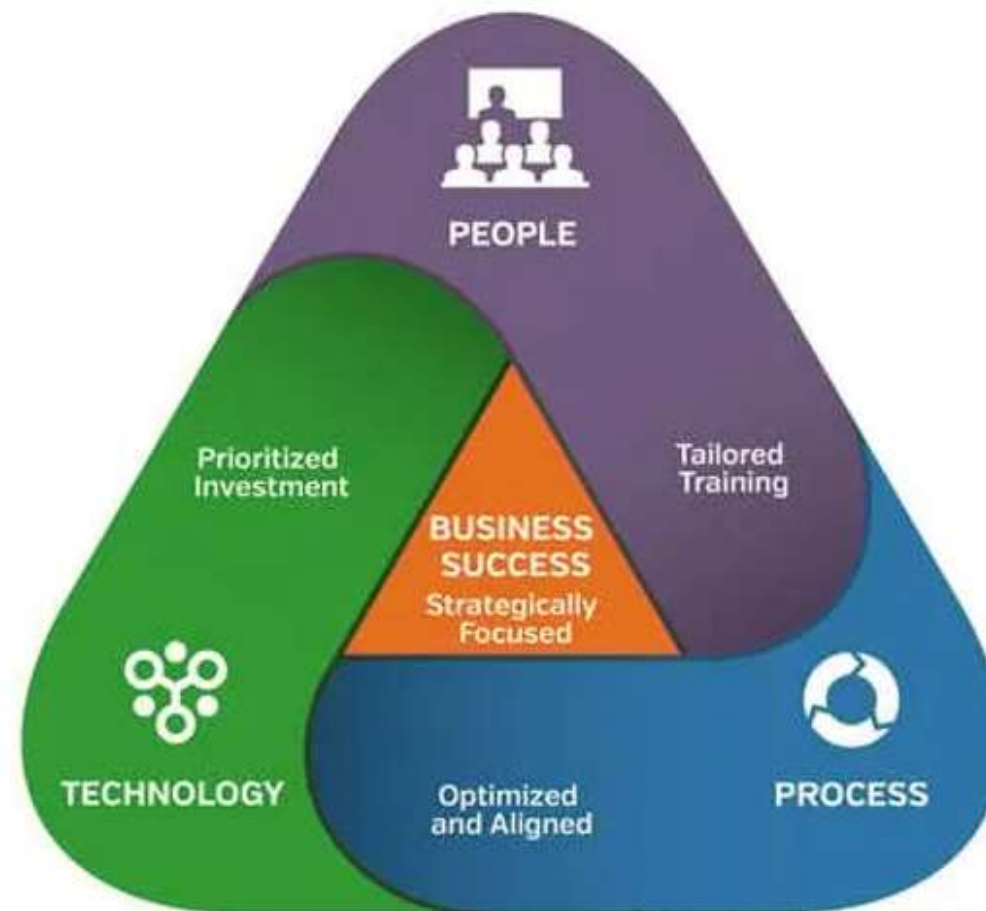 PEOPLE
Prioritized
Investment
Tailored
Training
BUSINESS
SUCCESS
Strategically
Focused
TECHNOLOGY
Optimized
and Aligned
PROCESS